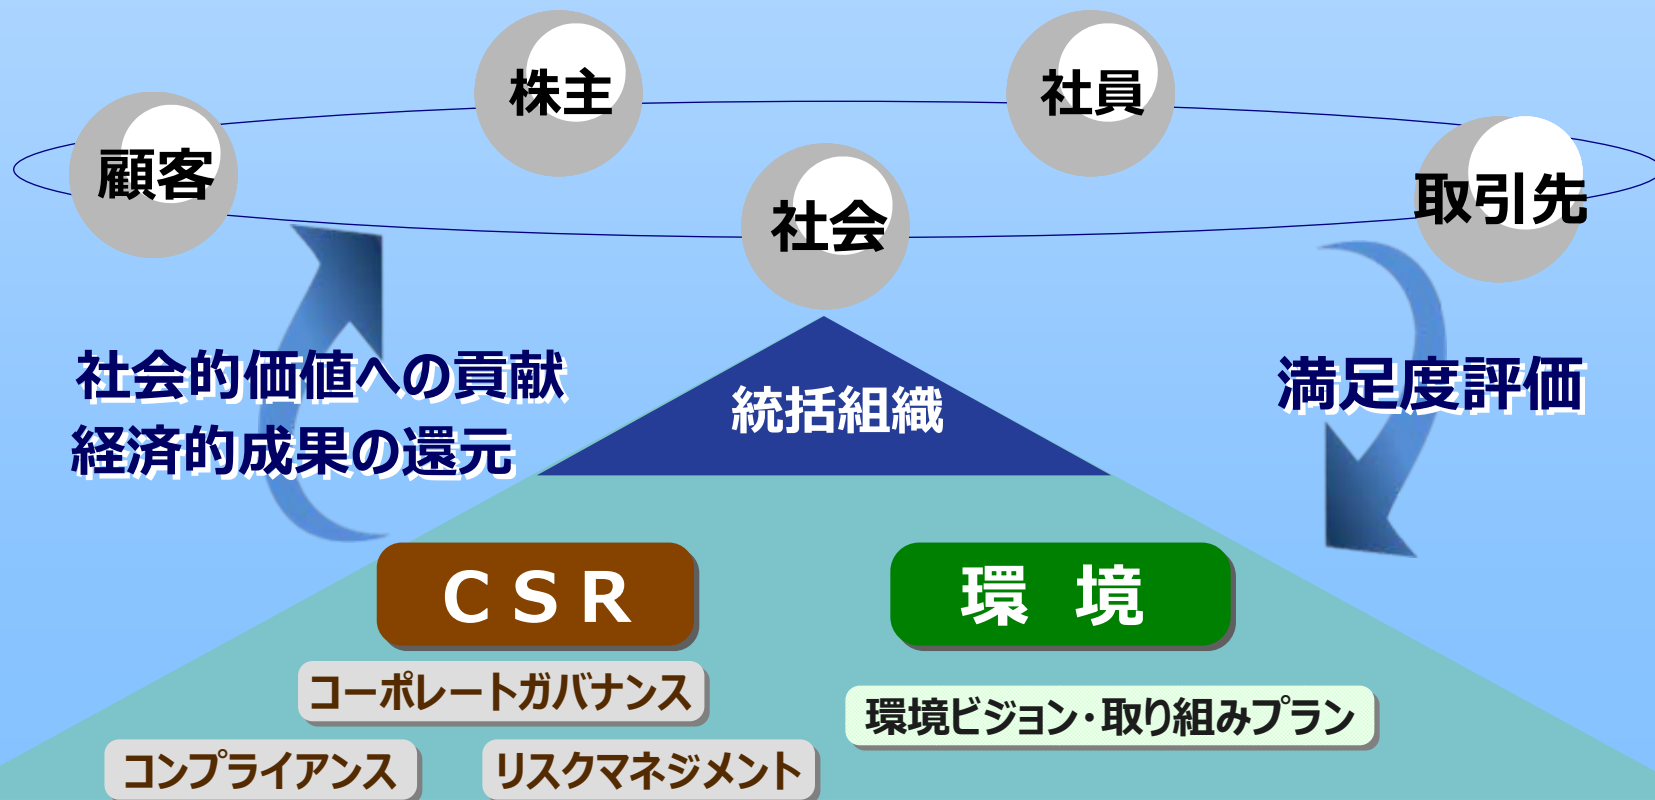 株主
社員
顧客
取引先
社会
社会的価値への貢献
経済的成果の還元
統括組織
満足度評価
CSR
環 境
コーポレートガバナンス
環境ビジョン・取り組みプラン
コンプライアンス
リスクマネジメント